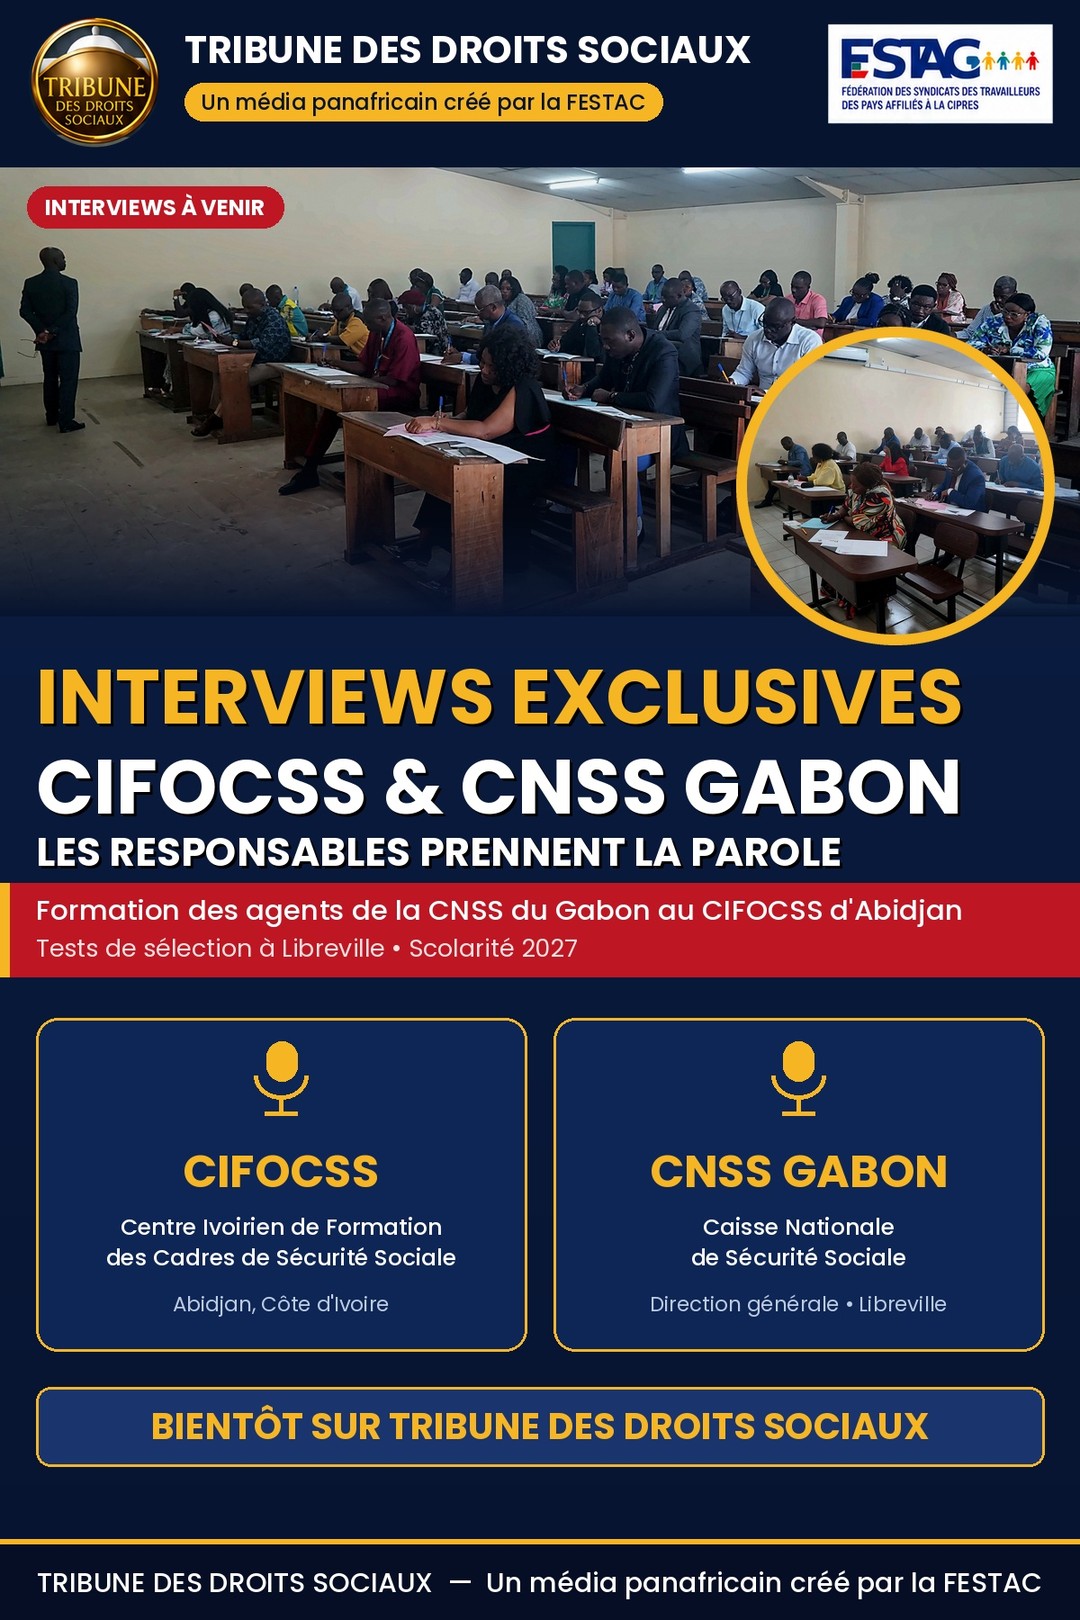 TRIBUNE
DES DROITS
SOCIAUX
TRIBUNE DES DROITS SOCIAUX
Un média panafricain créé par la FESTAC
FESTAC
FÉDÉRATION DES SYNDICATS DES TRAVAILLEURS
DES PAYS AFFILIÉS À LA CIPRES
INTERVIEWS À VENIR
INTERVIEWS EXCLUSIVES
CIFOCSS & CNSS GABON
LES RESPONSABLES PRENNENT LA PAROLE
Formation des agents de la CNSS du Gabon au CIFOCSS d'Abidjan
Tests de sélection à Libreville • Scolarité 2027
CIFOCSS
Centre Ivoirien de Formation
des Cadres de Sécurité Sociale
Abidjan, Côte d'Ivoire
CNSS GABON
Caisse Nationale
de Sécurité Sociale
Direction générale • Libreville
BIENTÔT SUR TRIBUNE DES DROITS SOCIAUX
TRIBUNE DES DROITS SOCIAUX — Un média panafricain créé par la FESTAC